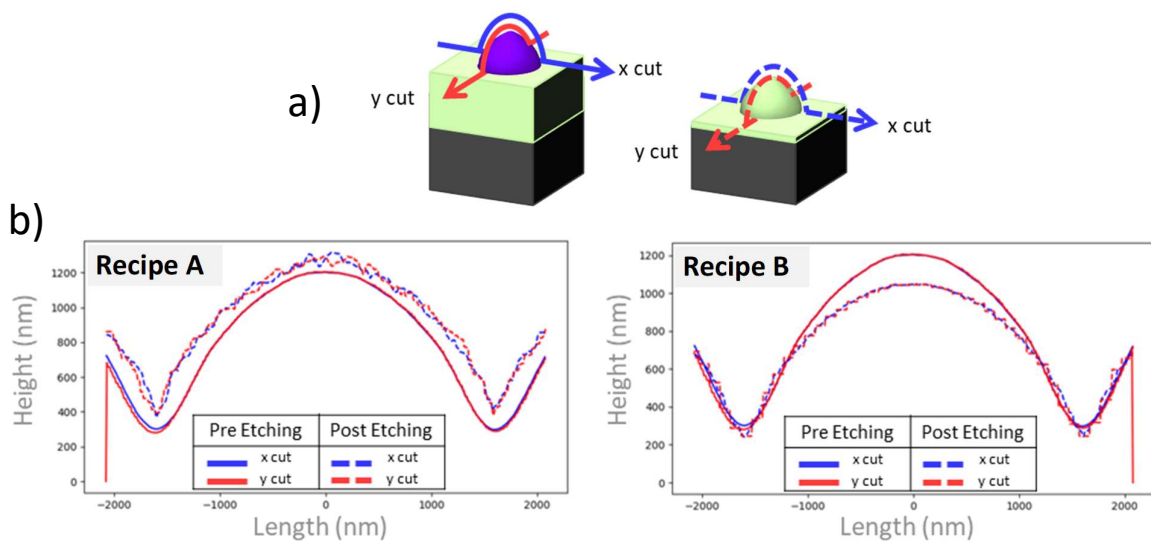 a)
x cut
y cut
x cut
y cut
b)
Recipe A
Height (nm)
1200
1000
800
600
400
200
0
Pre Etching Post Etching
x cut x cut
y cut y cut
−2000 −1000 0 1000 2000
Length (nm)
Recipe B
Height (nm)
1200
1000
800
600
400
200
0
Pre Etching Post Etching
x cut x cut
y cut y cut
−2000 −1000 0 1000 2000
Length (nm)